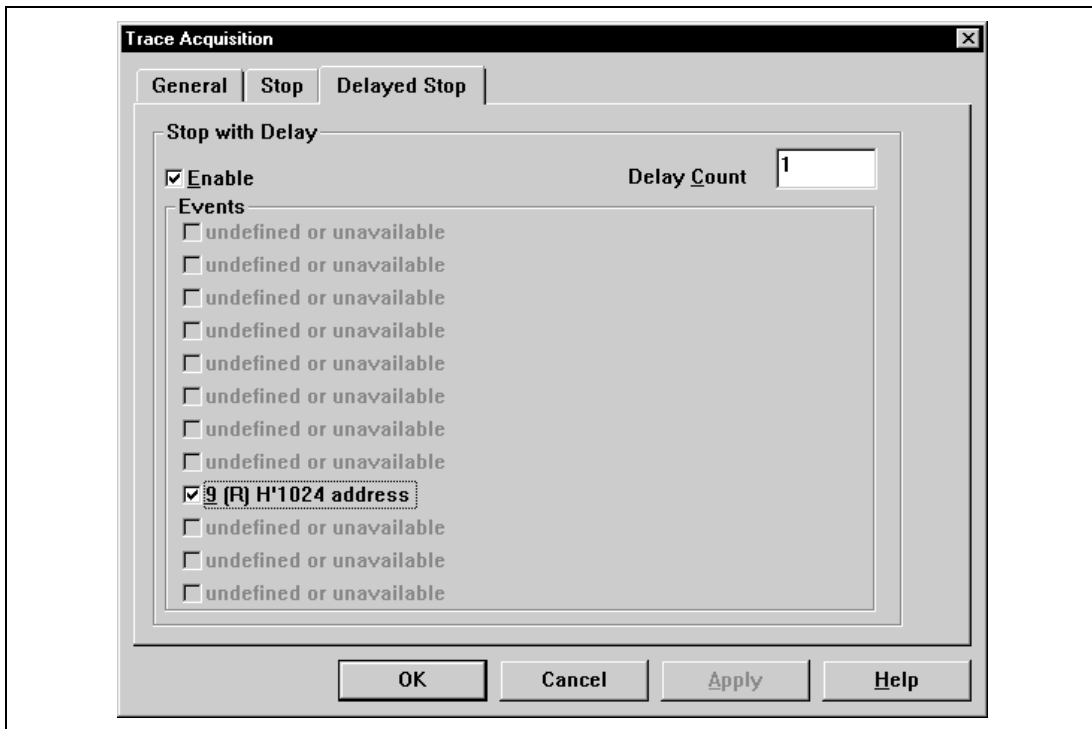 Trace Acquisition
General Stop Delayed Stop
Stop with Delay
Enable Delay Count 1
Events
undefined or unavailable
undefined or unavailable
undefined or unavailable
undefined or unavailable
undefined or unavailable
undefined or unavailable
undefined or unavailable
undefined or unavailable
9 (R) H'1024 address
undefined or unavailable
undefined or unavailable
undefined or unavailable
OK Cancel Apply Help